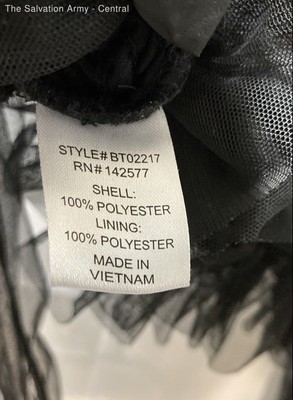 The Salvation Army - Central
STYLE# BT02217
RN# 142577
SHELL:
100% POLYESTER
LINING:
100% POLYESTER
MADE IN
VIETNAM